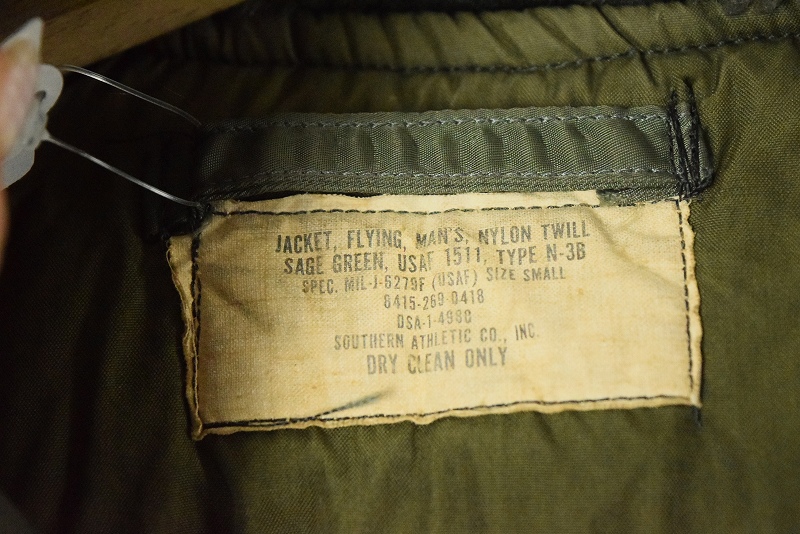 JACKET, FLYING, MAN'S, NYLON TWILL
SAGE GREEN, USAF 1511, TYPE N-3B
SPEC. MIL-J-6279F (USAF) SIZE SMALL
8415-269-0418
DSA-1-4988
SOUTHERN ATHLETIC CO., INC.
DRY CLEAN ONLY